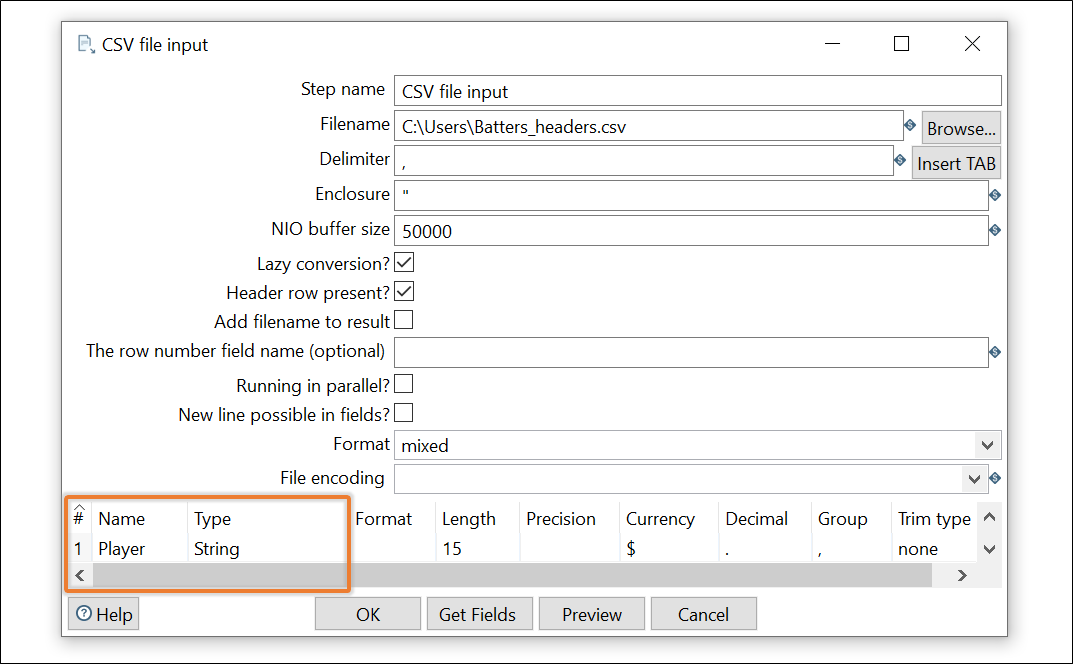 CSV file input
Step name CSV file input
Filename C:\Users\Batters_headers.csv Browse...
Delimiter , Insert TAB
Enclosure "
NIO buffer size 50000
Lazy conversion?
Header row present?
Add filename to result
The row number field name (optional)
Running in parallel?
New line possible in fields?
Format mixed
File encoding
# Name Type Format Length Precision Currency Decimal Group Trim type
1 Player String 15 $ . , none
Help OK Get Fields Preview Cancel